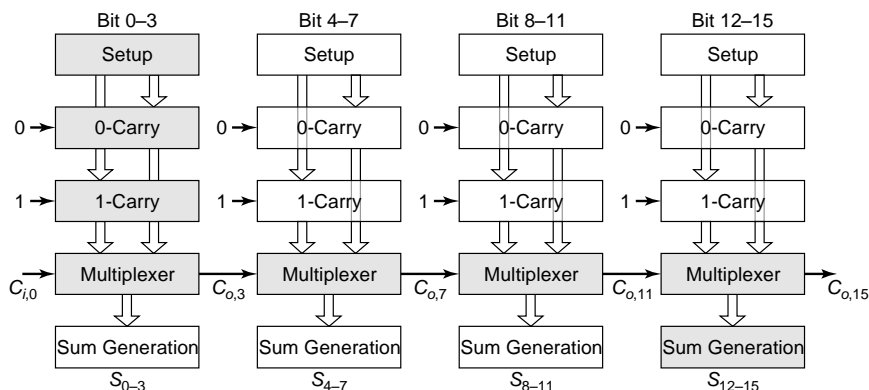 Bit 0–3 Bit 4–7 Bit 8–11 Bit 12–15
Setup Setup Setup Setup
0 0-Carry 0 0-Carry 0 0-Carry 0 0-Carry
1 1-Carry 1 1-Carry 1 1-Carry 1 1-Carry
Multiplexer Multiplexer Multiplexer Multiplexer
Ci,0 Co,3 Co,7 Co,11 Co,15
Sum Generation Sum Generation Sum Generation Sum Generation
S0–3 S4–7 S8–11 S12–15